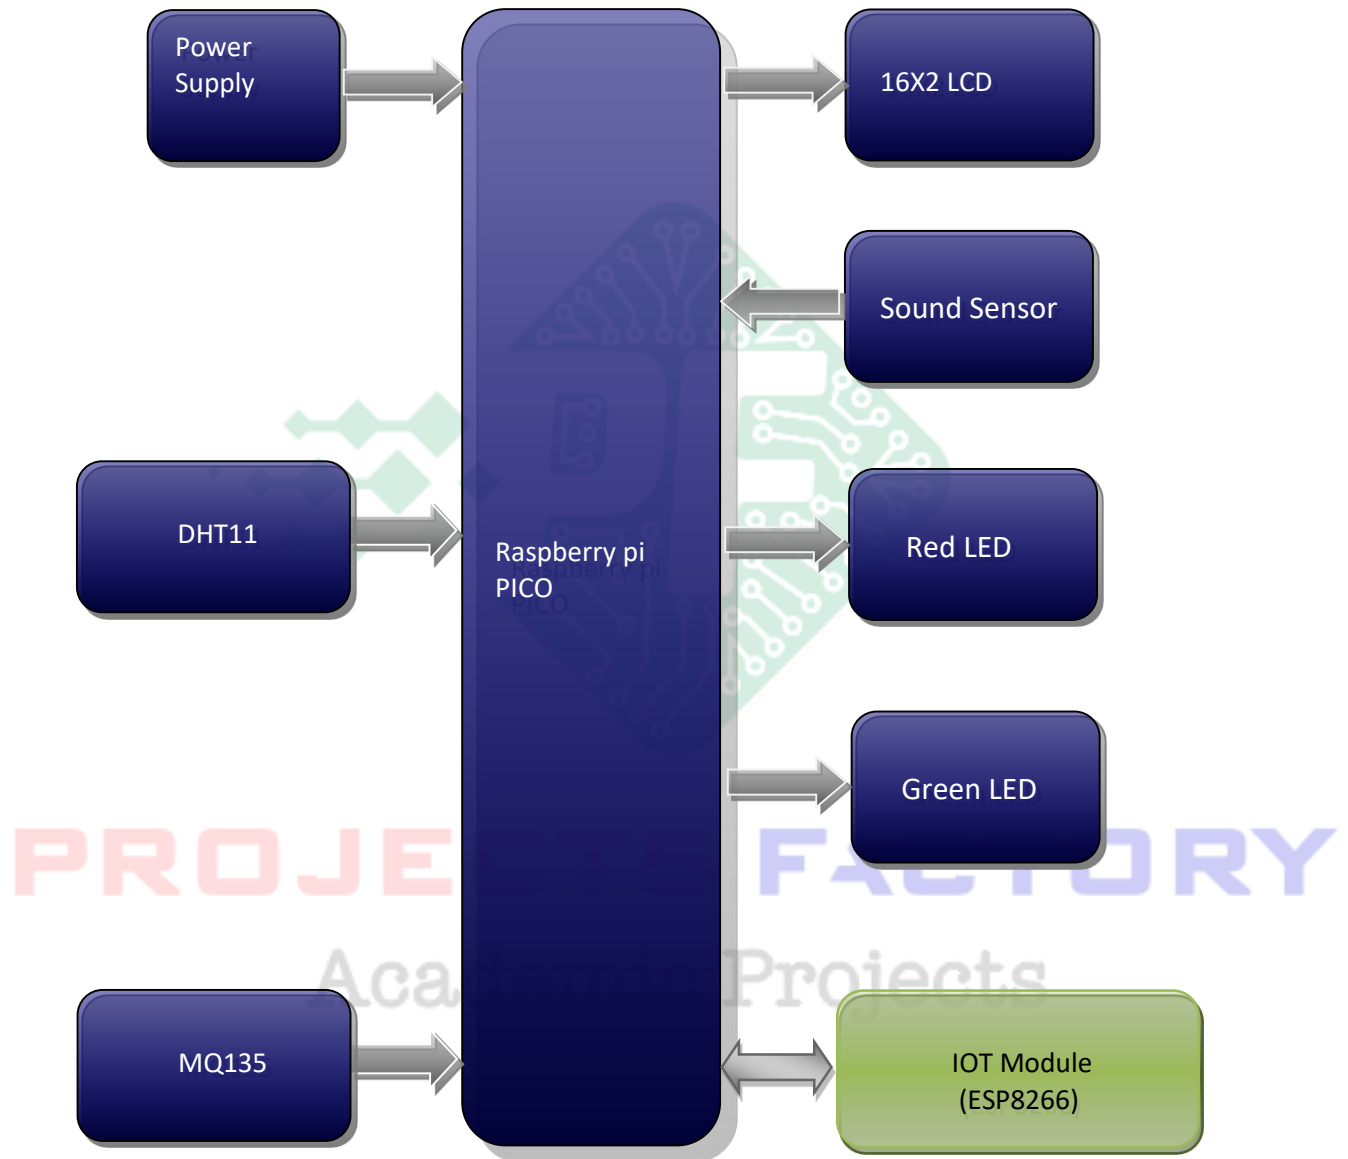 Power
Supply
16X2 LCD
Sound Sensor
DHT11
Raspberry pi
PICO
Red LED
Green LED
PROJECTS FACTORY
Academic Projects
MQ135
IOT Module
(ESP8266)